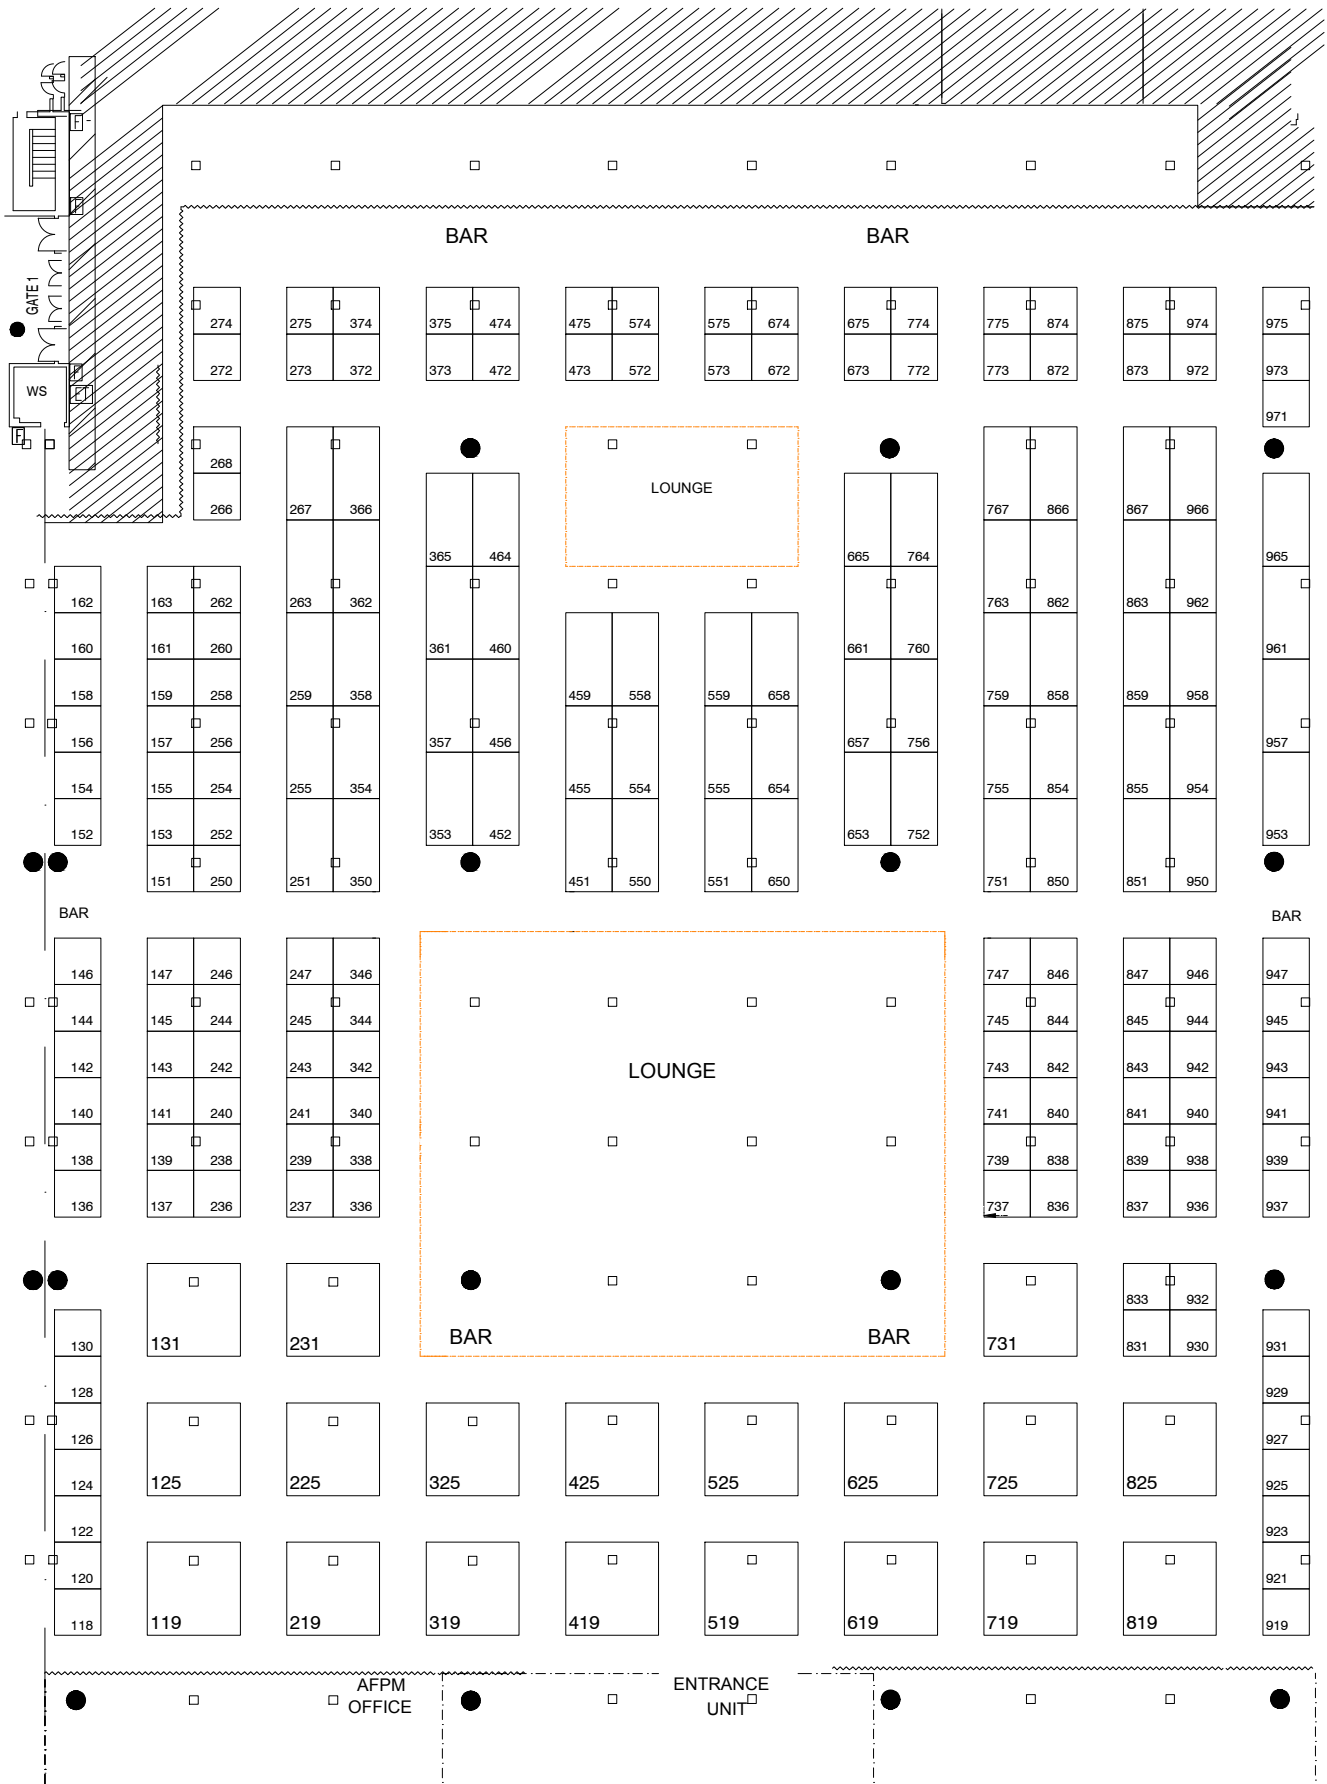 F
F
BAR BAR
GATE 1
274 275 374 375 474 475 574 575 674 675 774 775 874 875 974 975
272 273 372 373 472 473 572 573 672 673 772 773 872 873 972 973
F
WS
971
F
268
LOUNGE
266 267 366 767 866 867 966
365 464 665 764 965
162 163 262 263 362 763 862 863 962
160 161 260 361 460 661 760 961
158 159 258 259 358 459 558 559 658 759 858 859 958
156 157 256 357 456 657 756 957
154 155 254 255 354 455 554 555 654 755 854 855 954
152 153 252 353 452 653 752 953
151 250 251 350 451 550 551 650 751 850 851 950
BAR BAR
146 147 246 247 346 747 846 847 946 947
144 145 244 245 344 745 844 845 944 945
142 143 242 243 342 LOUNGE 743 842 843 942 943
140 141 240 241 340 741 840 841 940 941
138 139 238 239 338 739 838 839 938 939
136 137 236 237 336 737 836 837 936 937
833 932
130 131 231 BAR BAR 731 831 930 931
128 929
126 927
124 125 225 325 425 525 625 725 825 925
122 923
120 921
118 119 219 319 419 519 619 719 819 919
AFPM
OFFICE
ENTRANCE
UNIT